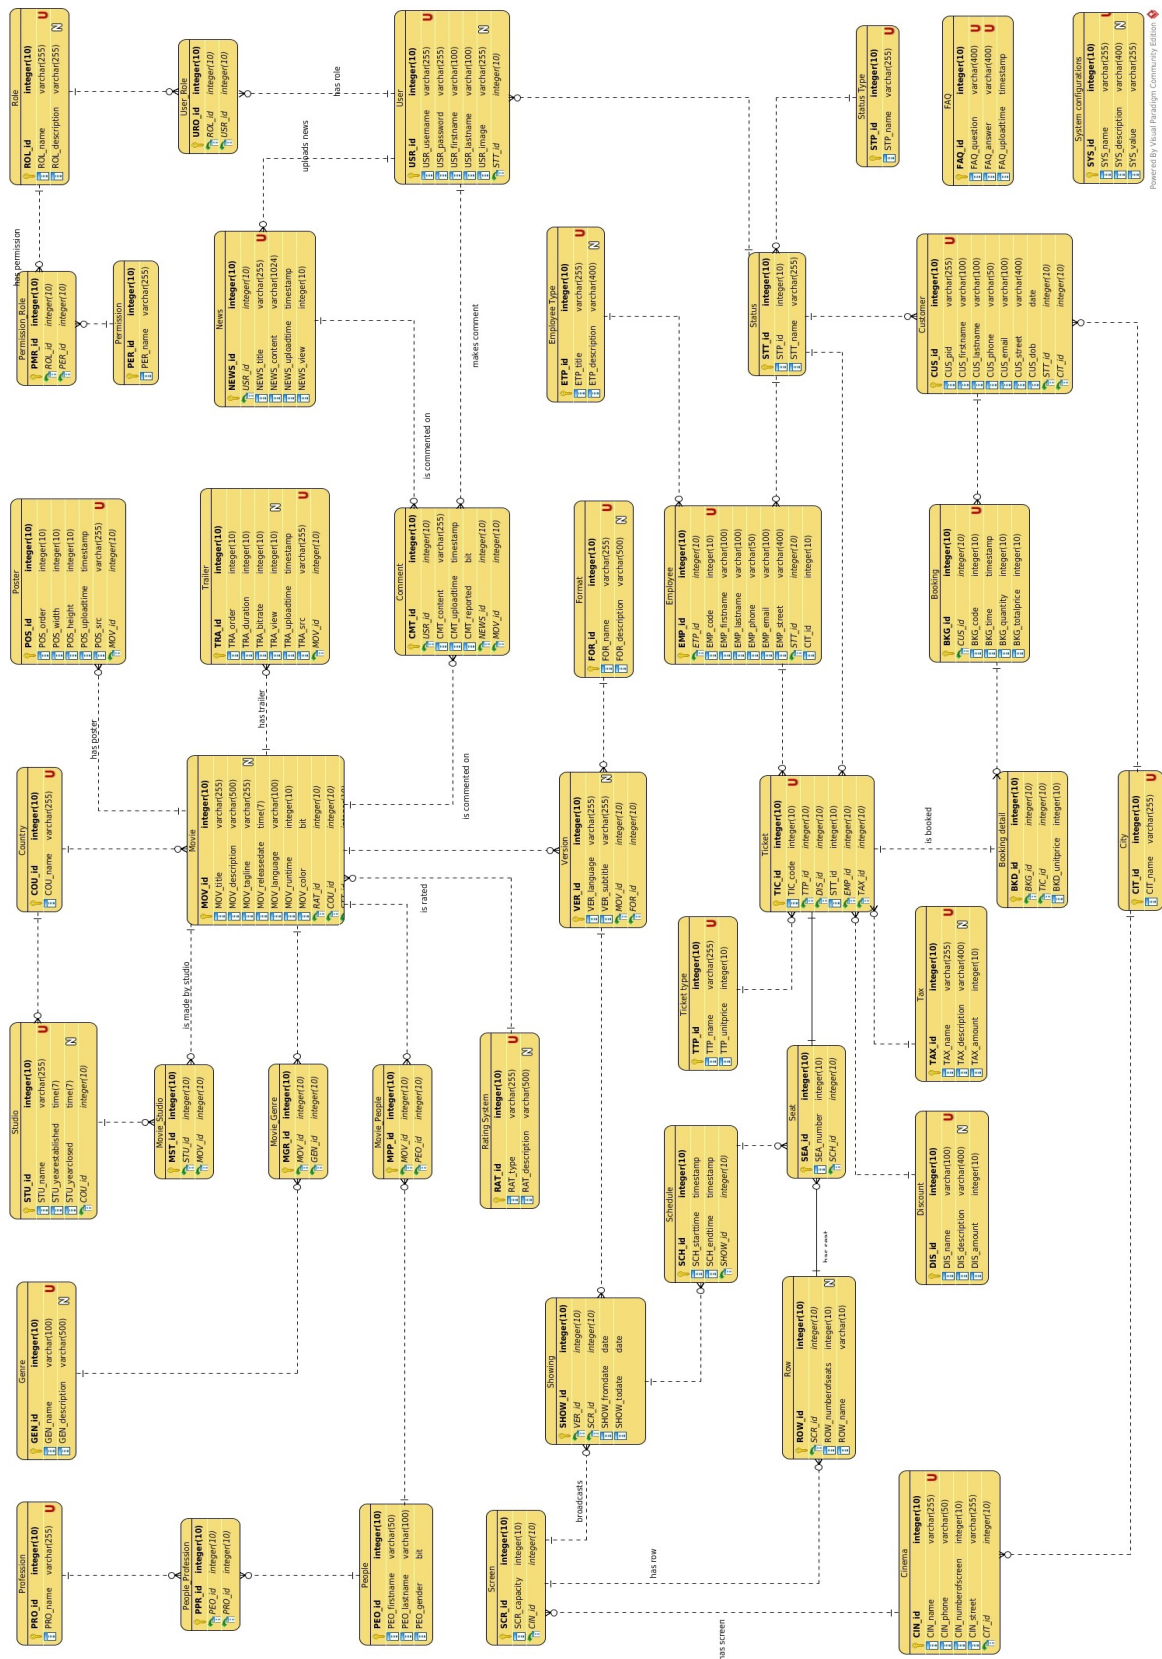 Profession
PRO_id integer(10)
PRO_name varchar(255) U
Genre
GEN_id integer(10)
GEN_name varchar(100) U
GEN_description varchar(500) N
Studio
STU_id integer(10)
STU_name varchar(255) U
STU_yearestablished time(7)
STU_yearclosed time(7) N
COU_id integer(10)
Country
COU_id integer(10)
COU_name varchar(255) U
Poster
POS_id integer(10)
POS_order integer(10)
POS_width integer(10)
POS_height integer(10)
POS_uploadtime timestamp
POS_src varchar(255) U
MOV_id integer(10)
has permission
Permission Role
PMR_id integer(10)
ROL_id integer(10)
PER_id integer(10)
Role
ROL_id integer(10)
ROL_name varchar(255) U
ROL_description varchar(255) N
has poster
Permission
PER_id integer(10)
PER_name varchar(255)
People_Profession
PPR_id integer(10)
PEO_id integer(10)
PRO_id integer(10)
Movie_Studio
MST_id integer(10)
STU_id integer(10)
MOV_id integer(10)
is made by studio
User Role
URO_id integer(10)
ROL_id integer(10)
USR_id integer(10)
Movie
MOV_id integer(10)
MOV_title varchar(255)
MOV_description varchar(500)
MOV_tagline varchar(255) N
MOV_releasedate time(7)
MOV_language varchar(100)
MOV_runtime integer(10)
MOV_color bit
RAT_id integer(10)
COU_id integer(10)
Trailer
TRA_id integer(10)
TRA_order integer(10)
TRA_duration integer(10)
TRA_bitrate integer(10)
TRA_view integer(10) N
TRA_uploadtime timestamp
TRA_src varchar(255) U
MOV_id integer(10)
has trailer
News
NEWS_id integer(10)
USR_id integer(10) U
NEWS_title varchar(255)
NEWS_content varchar(1024)
NEWS_uploadtime timestamp
NEWS_view integer(10)
uploads news
has role
Movie_Genre
MGR_id integer(10)
MOV_id integer(10)
GEN_id integer(10)
People
PEO_id integer(10)
PEO_firstname varchar(50)
PEO_lastname varchar(100)
PEO_gender bit
Movie_People
MPP_id integer(10)
MOV_id integer(10)
PEO_id integer(10)
is rated
Comment
CMT_id integer(10)
USR_id integer(10)
CMT_content varchar(255)
CMT_uploadtime timestamp
CMT_reported bit
NEWS_id integer(10)
MOV_id integer(10)
is commented on
is commented on
makes comment
User
USR_id integer(10)
USR_username varchar(255) U
USR_password varchar(255)
USR_firstname varchar(100)
USR_lastname varchar(100)
USR_image varchar(255) N
STT_id integer(10)
Screen
SCR_id integer(10)
SCR_capacity integer(10)
CIN_id integer(10)
Rating System
RAT_id integer(10)
RAT_type varchar(255) U
RAT_description varchar(500) N
Showing
SHOW_id integer(10)
VER_id integer(10)
SCR_id integer(10)
SHOW_fromdate date
SHOW_todate date
broadcasts
Version
VER_id integer(10)
VER_language varchar(255)
VER_subtitle varchar(255) N
MOV_id integer(10)
FOR_id integer(10)
Format
FOR_id integer(10)
FOR_name varchar(255) U
FOR_description varchar(500) N
Employee Type
ETP_id integer(10)
ETP_title varchar(255) U
ETP_description varchar(400) N
has row
has screen
Schedule
SCH_id integer(10)
SCH_starttime timestamp
SCH_endtime timestamp
SHOW_id integer(10)
Ticket type
TTP_id integer(10)
TTP_name varchar(255) U
TTP_unitprice integer(10)
Employee
EMP_id integer(10)
ETP_id integer(10)
EMP_code integer(10) U
EMP_firstname varchar(100)
EMP_lastname varchar(100)
EMP_phone varchar(50)
EMP_email varchar(100)
EMP_street varchar(400)
STT_id integer(10)
CIT_id integer(10)
Status
STT_id integer(10)
STP_id integer(10)
STT_name varchar(255)
Row
ROW_id integer(10)
SCR_id integer(10)
ROW_numberofseats integer(10) N
ROW_name varchar(10)
has seat
Seat
SEA_id integer(10)
SEA_number integer(10)
SCH_id integer(10)
Ticket
TIC_id integer(10)
TIC_code integer(10) U
TTP_id integer(10)
DIS_id integer(10)
STT_id integer(10)
EMP_id integer(10)
TAX_id integer(10)
Status Type
STP_id integer(10)
STP_name varchar(255) U
Cinema
CIN_id integer(10)
CIN_name varchar(255) U
CIN_phone varchar(50)
CIN_numberofscreen integer(10)
CIN_street varchar(255)
CIT_id integer(10)
Discount
DIS_id integer(10)
DIS_name varchar(100) U
DIS_description varchar(400) N
DIS_amount integer(10)
Tax
TAX_id integer(10)
TAX_name varchar(255) U
TAX_description varchar(400) N
TAX_amount integer(10)
is booked
Booking
BKG_id integer(10)
CUS_id integer(10)
BKG_code integer(10) U
BKG_time timestamp
BKG_quantity integer(10)
BKG_totalprice integer(10)
Customer
CUS_id integer(10)
CUS_pid varchar(255) U
CUS_firstname varchar(100)
CUS_lastname varchar(100)
CUS_phone varchar(50)
CUS_email varchar(100)
CUS_street varchar(400)
CUS_dob date
STT_id integer(10)
CIT_id integer(10)
FAQ
FAQ_id integer(10)
FAQ_question varchar(400) U
FAQ_answer varchar(400) U
FAQ_uploadtime timestamp
Booking detail
BKD_id integer(10)
BKG_id integer(10)
TIC_id integer(10)
BKD_unitprice integer(10)
System configurations
SYS_id integer(10)
SYS_name varchar(255) U
SYS_description varchar(400) N
SYS_value varchar(255)
City
CIT_id integer(10)
CIT_name varchar(255) U
Powered By Visual Paradigm Community Edition